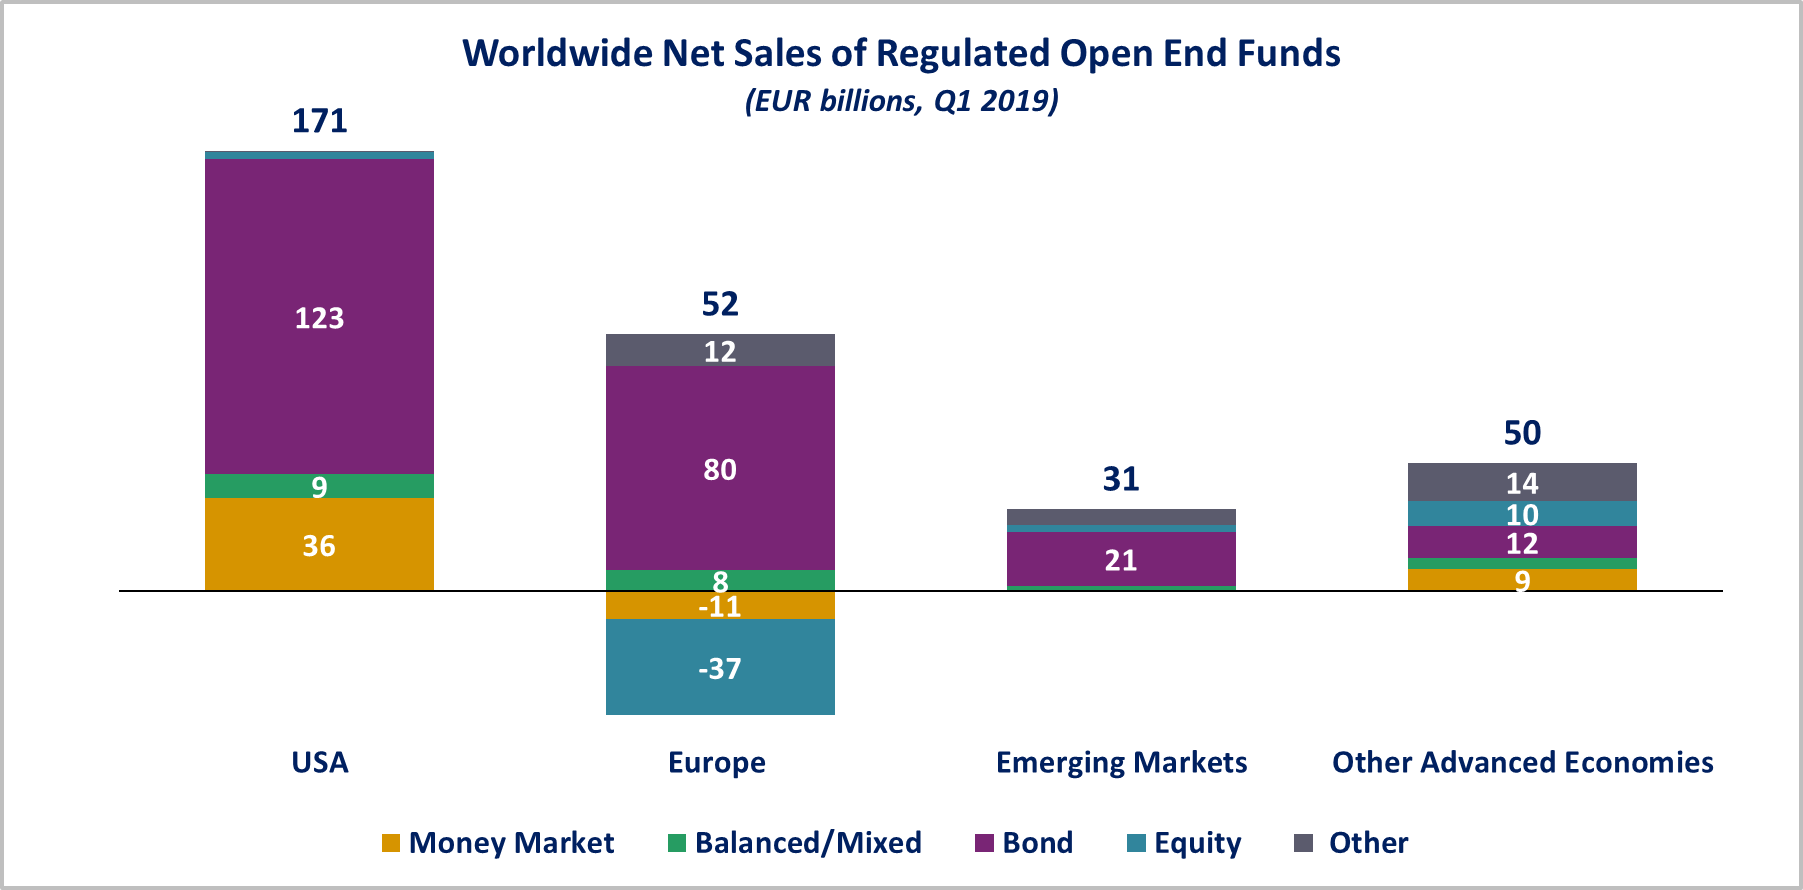 Worldwide Net Sales of Regulated Open End Funds
(EUR billions, Q1 2019)
171
123
9
36
52
12
80
8
-11
-37
31
21
50
14
10
12
9
USA
Europe
Emerging Markets
Other Advanced Economies
Money Market
Balanced/Mixed
Bond
Equity
Other